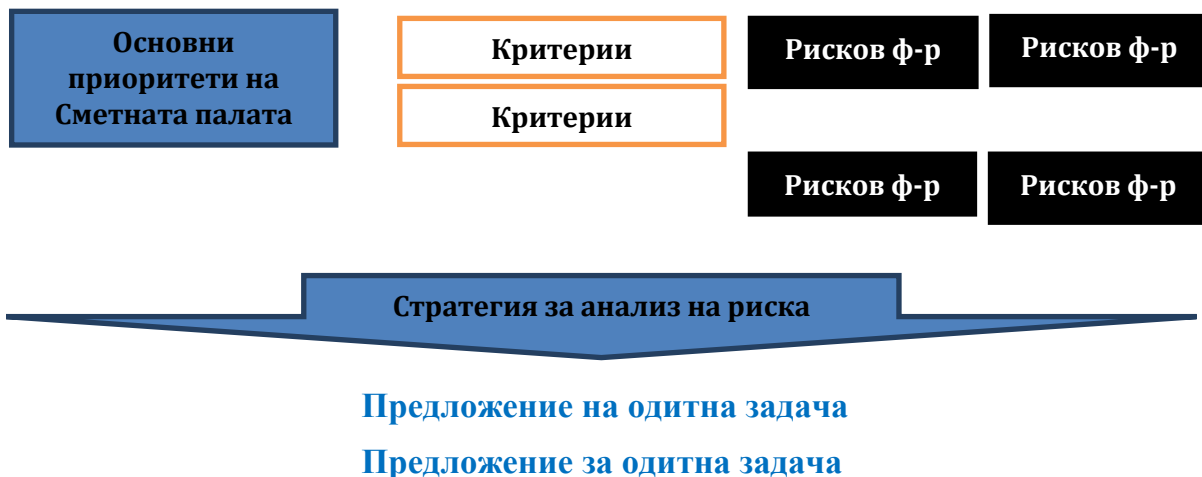 Основни
приоритети на
Сметната палата
Критерии
Критерии
Рисков ф-р
Рисков ф-р
Рисков ф-р
Рисков ф-р
Стратегия за анализ на риска
Предложение на одитна задача
Предложение за одитна задача